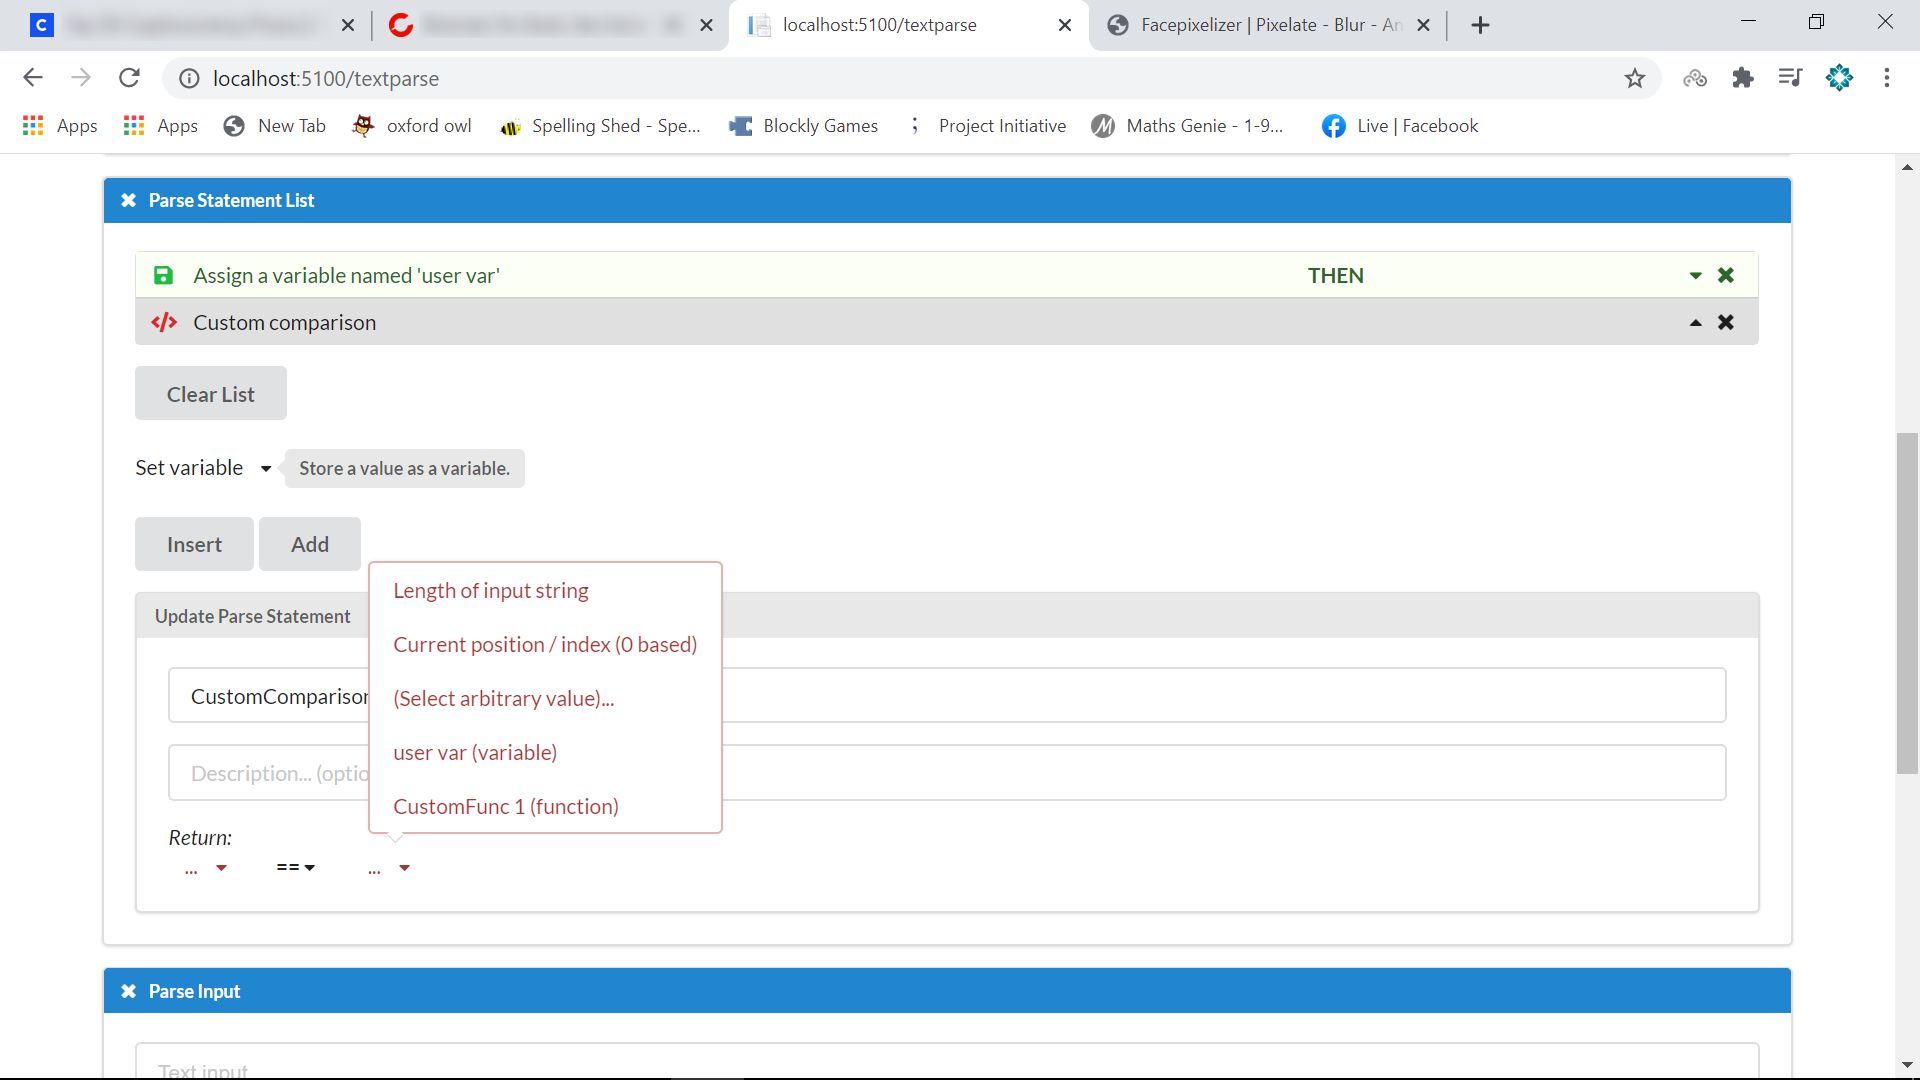 C
localhost:5100/textparse
Facepixelizer | Pixelate - Blur - An
localhost:5100/textparse
Apps
Apps
New Tab
oxford owl
Spelling Shed - Spe...
Blockly Games
; Project Initiative
Maths Genie - 1-9...
Live | Facebook
Parse Statement List
Assign a variable named 'user var'
THEN
</> Custom comparison
Clear List
Set variable
Store a value as a variable.
Insert
Add
Length of input string
Update Parse Statement
Current position / index (0 based)
CustomComparison
(Select arbitrary value)...
user var (variable)
Description... (optio
CustomFunc 1 (function)
Return:
... == ...
Parse Input
Text input